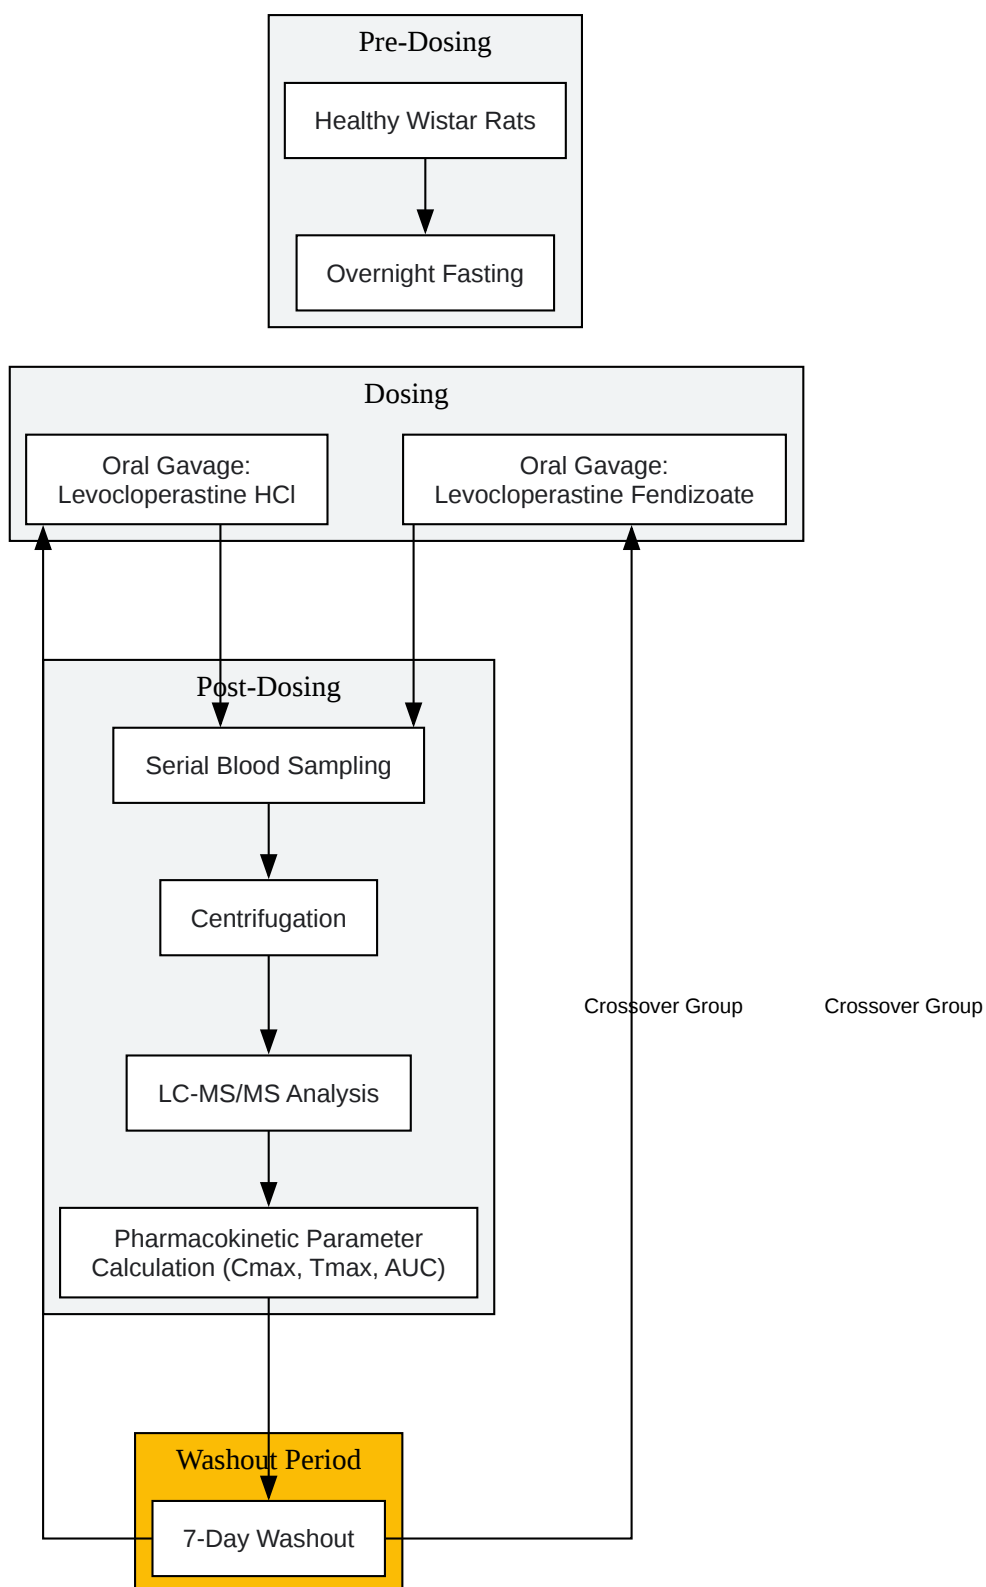 Pre-Dosing
Healthy Wistar Rats
Overnight Fasting
Dosing
Oral Gavage:
Levocloperastine HCl
Oral Gavage:
Levocloperastine Fendizoate
Post-Dosing
Serial Blood Sampling
Centrifugation
Crossover Group
Crossover Group
LC-MS/MS Analysis
Pharmacokinetic Parameter
Calculation (Cmax, Tmax, AUC)
Washout Period
7-Day Washout